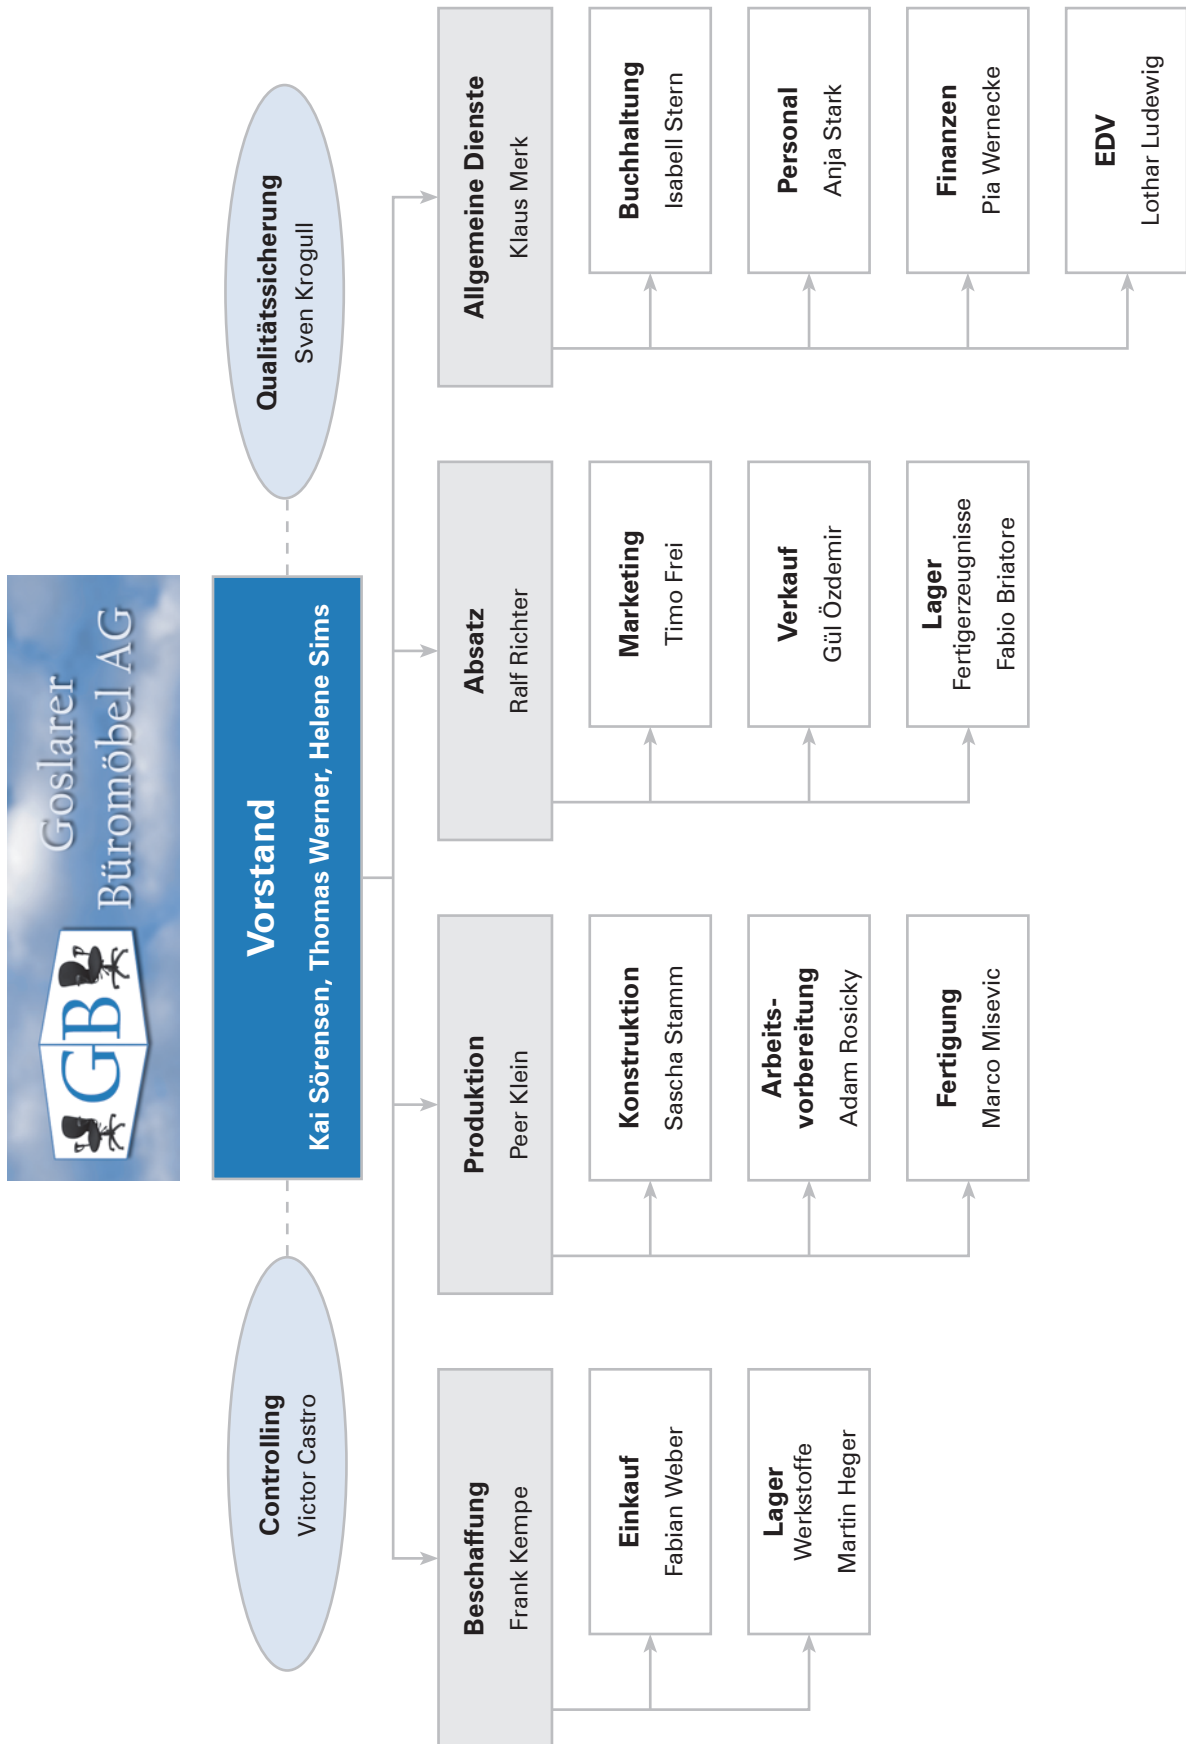 GB
Goslarer
Büromöbel AG
Controlling
Victor Castro
Vorstand
Kai Sörensen, Thomas Werner, Helene Sims
Qualitätssicherung
Sven Krogull
Beschaffung
Frank Kempe
Einkauf
Fabian Weber
Lager
Werkstoffe
Martin Heger
Produktion
Peer Klein
Konstruktion
Sascha Stamm
Arbeits-
vorbereitung
Adam Rosicky
Fertigung
Marco Misevic
Absatz
Ralf Richter
Marketing
Timo Frei
Verkauf
Gül Özdemir
Lager
Fertigerzeugnisse
Fabio Briatore
Allgemeine Dienste
Klaus Merk
Buchhaltung
Isabell Stern
Personal
Anja Stark
Finanzen
Pia Wernecke
EDV
Lothar Ludewig